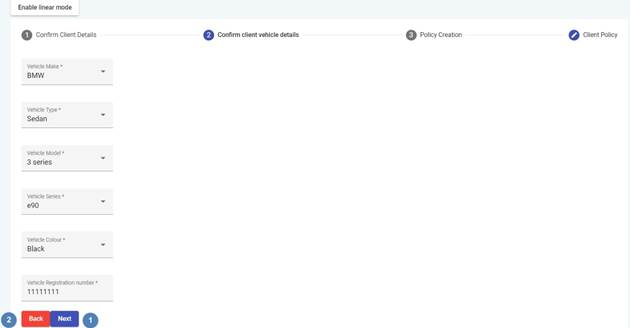 Enable linear mode
1 Confirm Client Details
2 Confirm client vehicle details
3 Policy Creation
Client Policy
Vehicle Make *
BMW
Vehicle Type *
Sedan
Vehicle Model *
3 series
Vehicle Series *
e90
Vehicle Colour *
Black
Vehicle Registration number *
11111111
2 Back Next 1